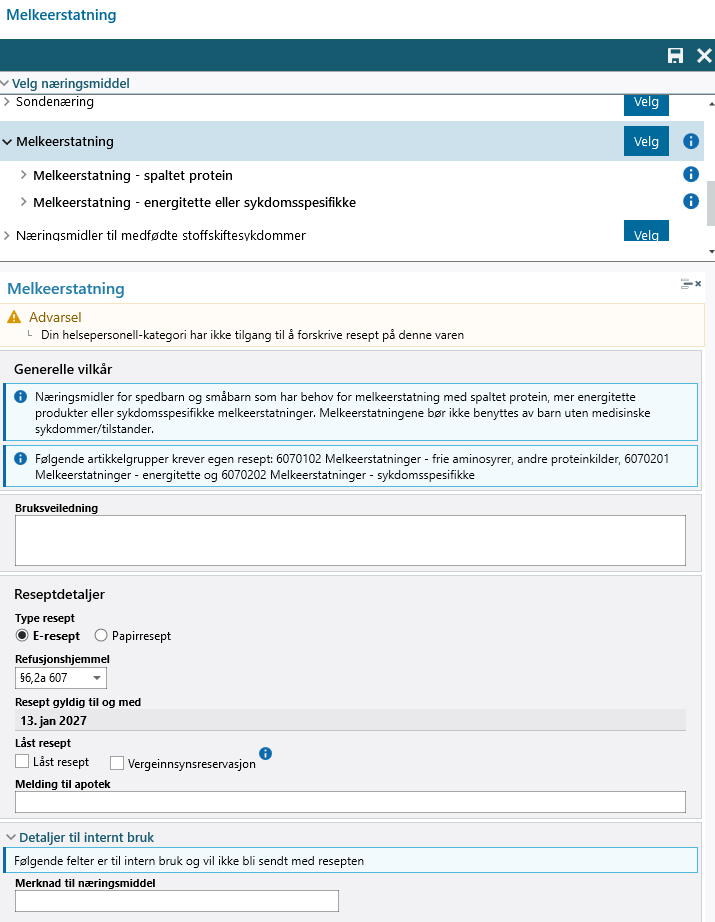 Melkeerstatning
Velg næringsmiddel
Sondenæring
Velg
Melkeerstatning
Velg
Melkeerstatning - spaltet protein
Melkeerstatning - energitette eller sykdomsspesifikke
Næringsmidler til medfødte stoffskiftesykdommer
Velg
Melkeerstatning
Advarsel
Din helsepersonell-kategori har ikke tilgang til å forskrive resept på denne varen
Generelle vilkår
Næringsmidler for spedbarn og småbarn som har behov for melkeerstatning med spaltet protein, mer energitette
produkter eller sykdomsspesifikke melkeerstatninger. Melkeerstatningene bør ikke benyttes av barn uten medisinske
sykdommer/tilstander.
Følgende artikkelgrupper krever egen resept: 6070102 Melkeerstatninger - frie aminosyrer, andre proteinkilder, 6070201
Melkeerstatninger - energitette og 6070202 Melkeerstatninger - sykdomsspesifikke
Bruksveiledning
Reseptdetaljer
Type resept
E-resept
Papirresept
Refusjonshjemmel
§6,2a 607
Resept gyldig til og med
13. jan 2027
Låst resept
Låst resept
Vergeinnsynsreservasjon
Melding til apotek
Detaljer til internt bruk
Følgende felter er til intern bruk og vil ikke bli sendt med resepten
Merknad til næringsmiddel